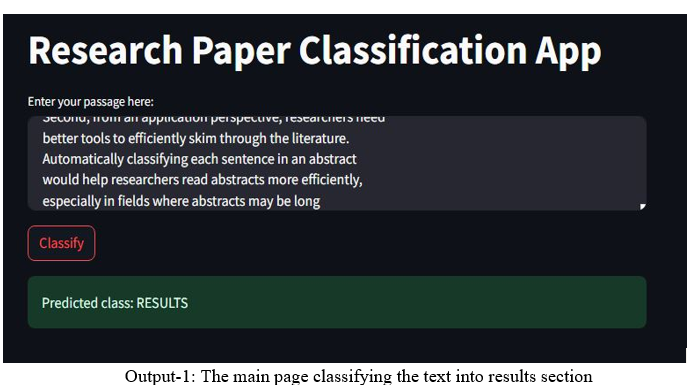 Research Paper Classification App
Enter your passage here:
Second, from an application perspective, researchers need
better tools to efficiently skim through the literature.
Automatically classifying each sentence in an abstract
would help researchers read abstracts more efficiently,
especially in fields where abstracts may be long
Classify
Predicted class: RESULTS
Output-1: The main page classifying the text into results section